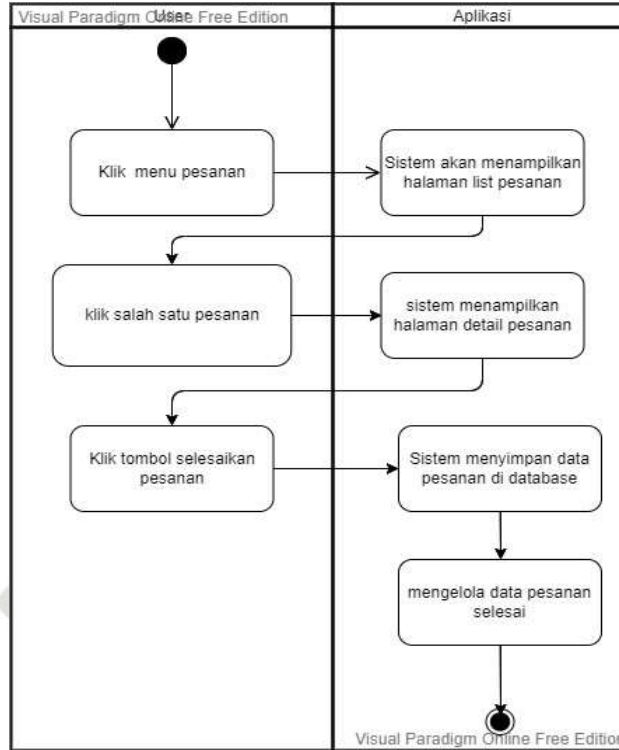 Visual Paradigm Online Free Edition
User
Aplikasi
Klik menu pesanan
Sistem akan menampilkan
halaman list pesanan
klik salah satu pesanan
sistem menampilkan
halaman detail pesanan
Klik tombol selesaikan
pesanan
Sistem menyimpan data
pesanan di database
mengelola data pesanan
selesai
Visual Paradigm Online Free Edition